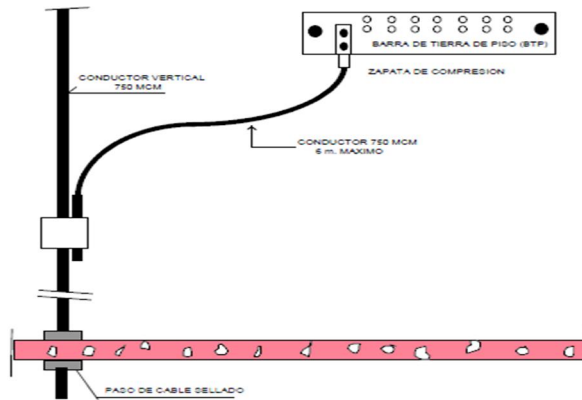 BARRA DE TIERRA DE PISO (BTP)
ZAPATA DE COMPRESION
CONDUCTOR VERTICAL
750 MCM
CONDUCTOR 750 MCM
6 m. MAXIMO
PASO DE CABLE SELLADO